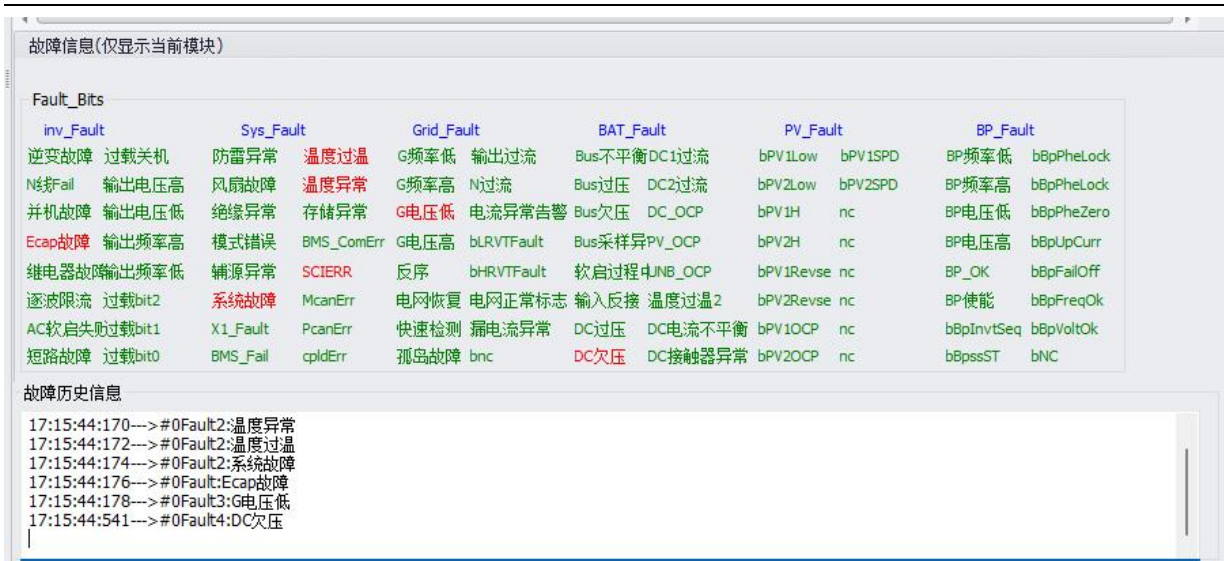 故障信息(仅显示当前模块)
Fault_Bits
inv_Fault Sys_Fault Grid_Fault BAT_Fault PV_Fault BP_Fault
逆变故障 过载关机 防雷异常 温度过温 G频率低 输出过流 Bus不平衡 DC1过流 bPV1Low bPV1SPD BP频率低 bBpPheLock
N线Fail 输出电压高 风扇故障 温度异常 G频率高 N过流 Bus过压 DC2过流 bPV2Low bPV2SPD BP频率高 bBpPheLock
并机故障 输出电压低 绝缘异常 存储异常 G电压低 电流异常告警 Bus欠压 DC_OCP bPV1H nc BP电压低 bBpPheZero
Ecap故障 输出频率高 模式错误 BMS_ComErr G电压高 bLRVTFault Bus采样异 PV_OCP bPV2H nc BP电压高 bBpUpCurr
继电器故障 输出频率低 辅源异常 SCIERR 反序 bHRVTFault 软启过程 UNB_OCP bPV1Revse nc BP_OK bBpFailOff
逐波限流 过载bit2 系统故障 McanErr 电网恢复 电网正常标志 输入反接 温度过温2 bPV2Revse nc BP使能 bBpFreqOk
AC软启失败 过载bit1 X1_Fault PcanErr 快速检测 漏电流异常 DC过压 DC电流不平衡 bPV1OCP nc bBpInvtSeq bBpVoltOk
短路故障 过载bit0 BMS_Fail cpldErr 孤岛故障 bnc DC欠压 DC接触器异常 bPV2OCP nc bBpssST bNC
故障历史信息
17:15:44:170--->#0Fault2:温度异常
17:15:44:172--->#0Fault2:温度过温
17:15:44:174--->#0Fault2:系统故障
17:15:44:176--->#0Fault:Ecap故障
17:15:44:178--->#0Fault3:G电压低
17:15:44:541--->#0Fault4:DC欠压